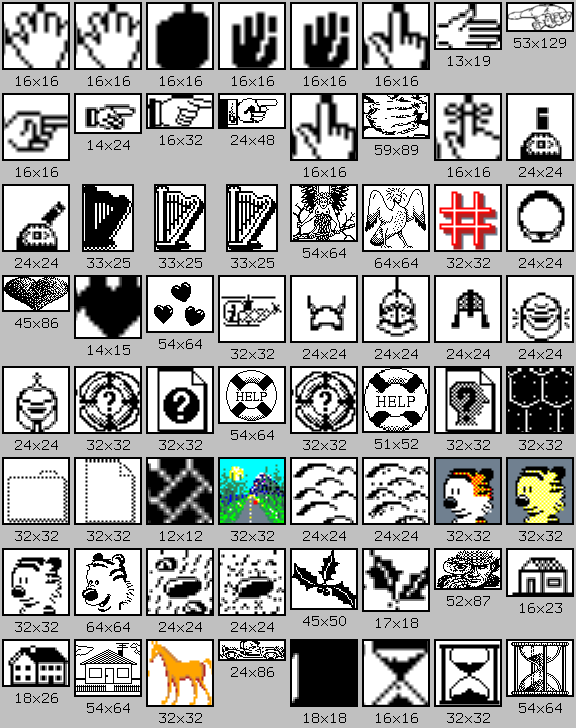 16x16 16x16 16x16 16x16 16x16 16x16 13x19 53x129
16x16 14x24 16x32 24x48 16x16 59x89 16x16 24x24
24x24 33x25 33x25 33x25 54x64 64x64 32x32 24x24
45x86 14x15 54x64 32x32 24x24 24x24 24x24 24x24
HELP HELP
24x24 32x32 32x32 54x64 32x32 51x52 32x32 32x32
32x32 32x32 12x12 32x32 24x24 24x24 32x32 32x32
32x32 64x64 24x24 24x24 45x50 17x18 52x87 16x23
18x26 54x64 32x32 24x86 18x18 16x16 32x32 54x64